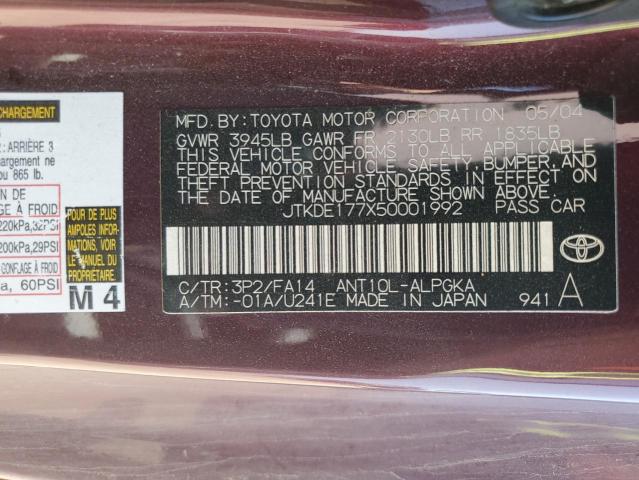 CHARGEMENT
: ARRIÈRE 3
chargement ne
ou 865 lb.
N DE
GE À FROID
220kPa,32PSI
200kPa,29PSI
CONFLAGE À FROID
a, 60PSI
POUR DE PLUS
AMPLES INFOR-
MATIONS, VOIR
LE MANUEL DU
PROPRIÉTAIRE
M 4
MFD. BY: TOYOTA MOTOR CORPORATION 05/04
GVWR 3945LB GAWR FR 2130LB RR 1835LB
THIS VEHICLE CONFORMS TO ALL APPLICABLE
FEDERAL MOTOR VEHICLE SAFETY, BUMPER, AND
THEFT PREVENTION STANDARDS IN EFFECT ON
THE DATE OF MANUFACTURE SHOWN ABOVE.
JTKDE177X50001992 PASS CAR
C/TR: 3P2/FA14 ANT10L-ALPGKA
A/TM: -01A/U241E MADE IN JAPAN 941 A
TOYOTA